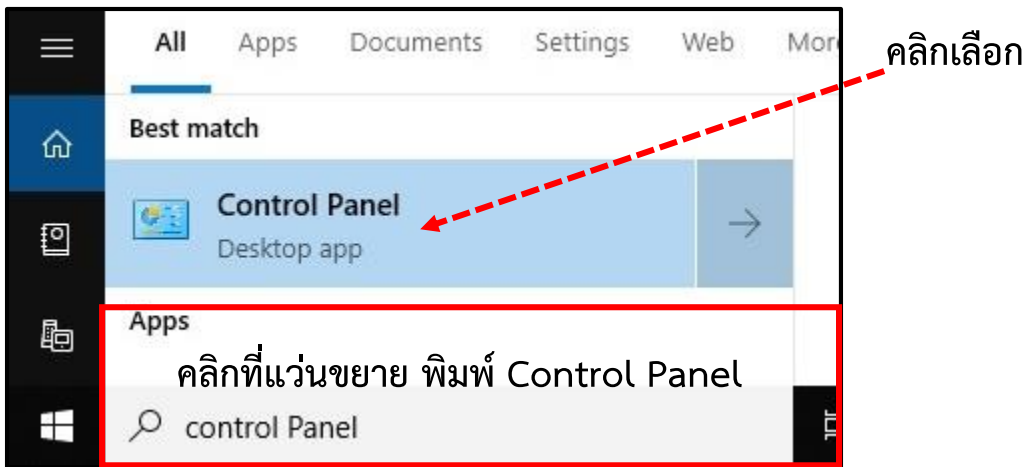 All Apps Documents Settings Web More
คลิกเลือก
Best match
Control Panel
Desktop app
Apps
คลิกที่แว่นขยาย พิมพ์ Control Panel
control Panel